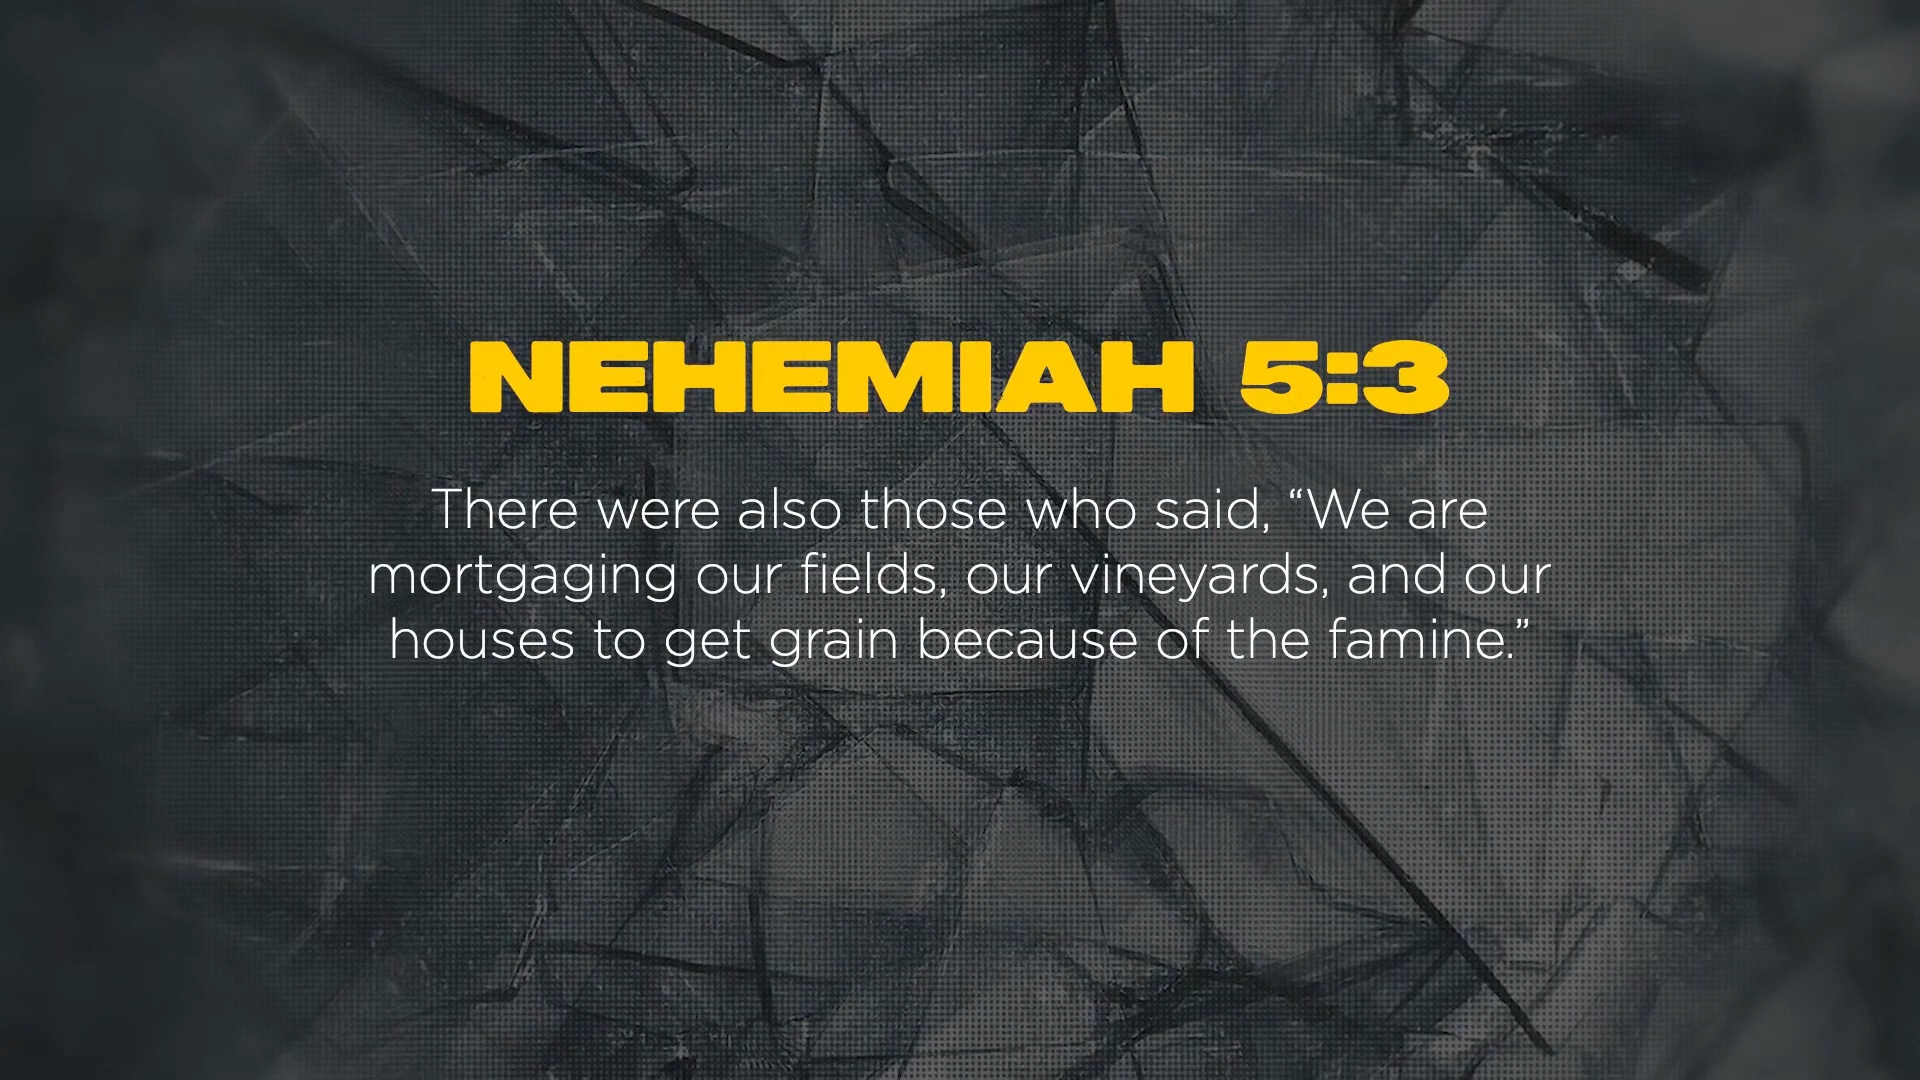 NEHEMIAH 5:3
There were also those who said, “We are
mortgaging our fields, our vineyards, and our
houses to get grain because of the famine.”